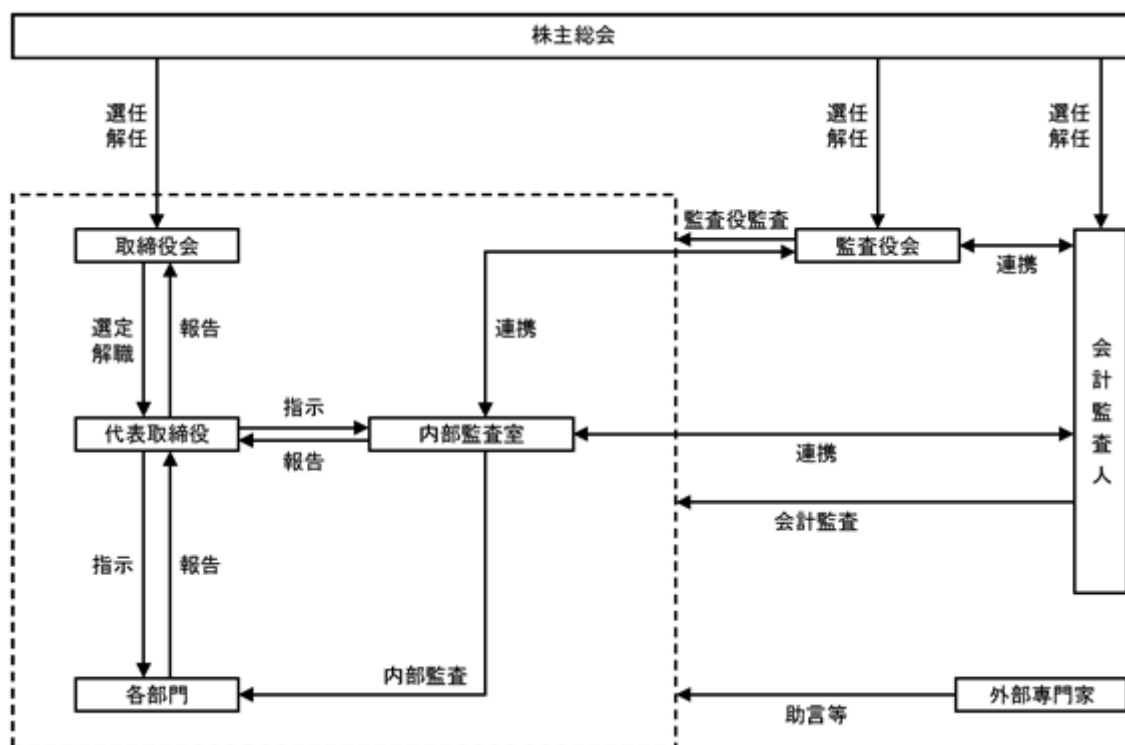 株主総会
選任
解任
選任
解任
選任
解任
取締役会
監査役監査
監査役会
連携
選定
解職
報告
連携
会計監査人
代表取締役
指示
報告
内部監査室
連携
会計監査
指示
報告
内部監査
各部門
助言等
外部専門家